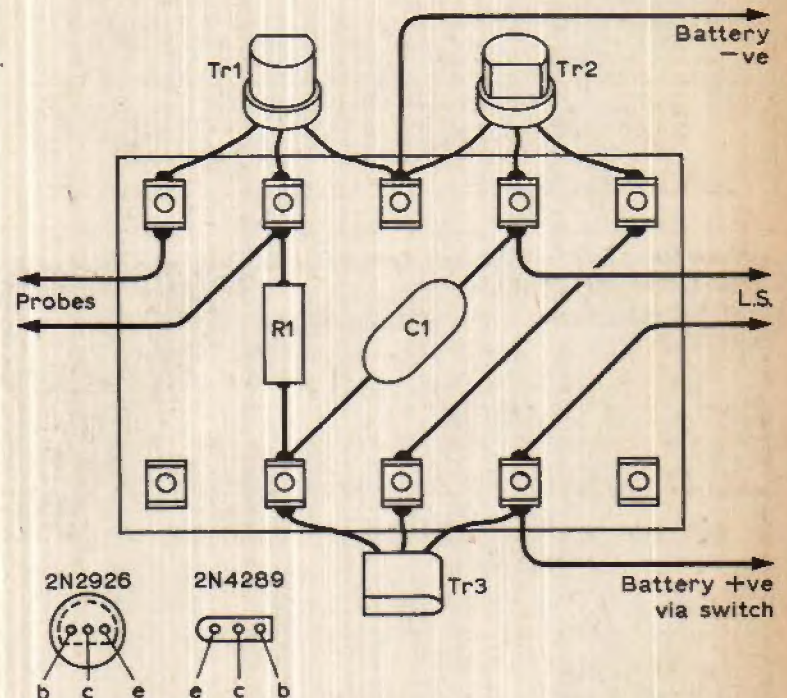 Battery
-ve
Tr1
Tr2
Probes
L.S.
R1
C1
Tr3
Battery +ve
via switch
2N2926
2N4289
b c e
e c b